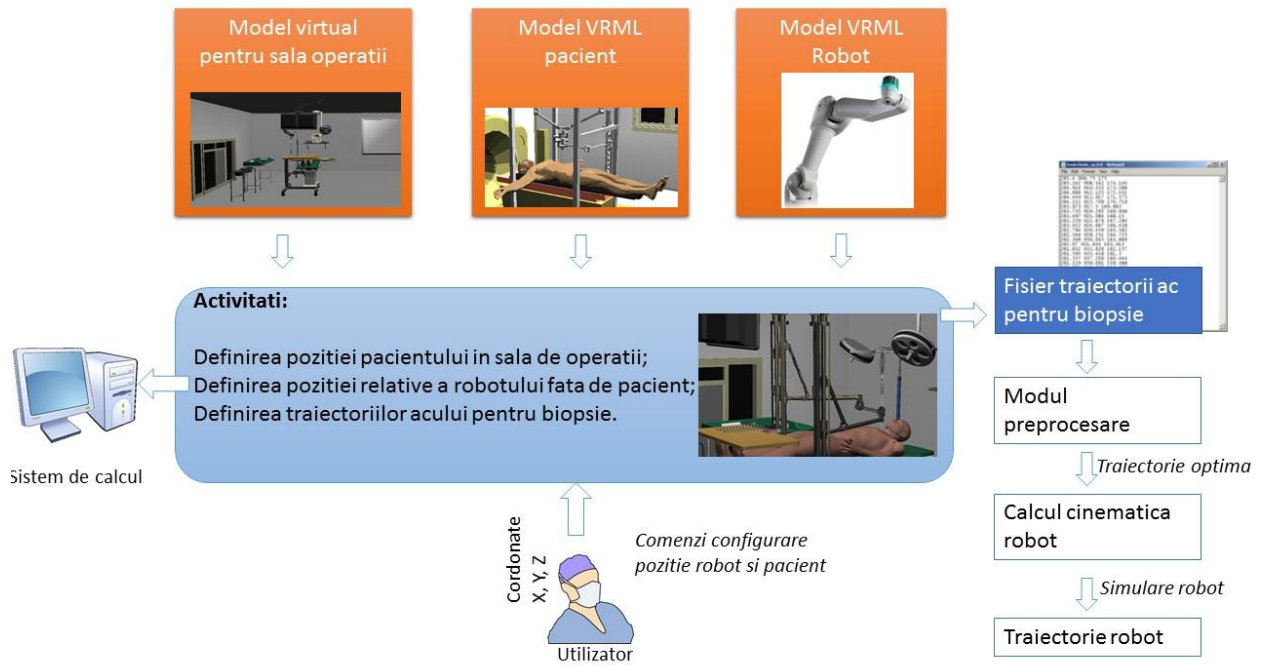 Model virtual
pentru sala operatii
Model VRML
pacient
Model VRML
Robot
Activitati:
Definirea pozitiei pacientului in sala de operatii;
Definirea pozitiei relative a robotului fata de pacient;
Definirea traiectoriilor acului pentru biopsie.
Sistem de calcul
Cordonate
X, Y, Z
Comenzi configurare
pozitie robot si pacient
Utilizator
Fisier traiectorii ac
pentru biopsie
Modul
preprocesare
Traiectorie optima
Calcul cinematica
robot
Simulare robot
Traiectorie robot